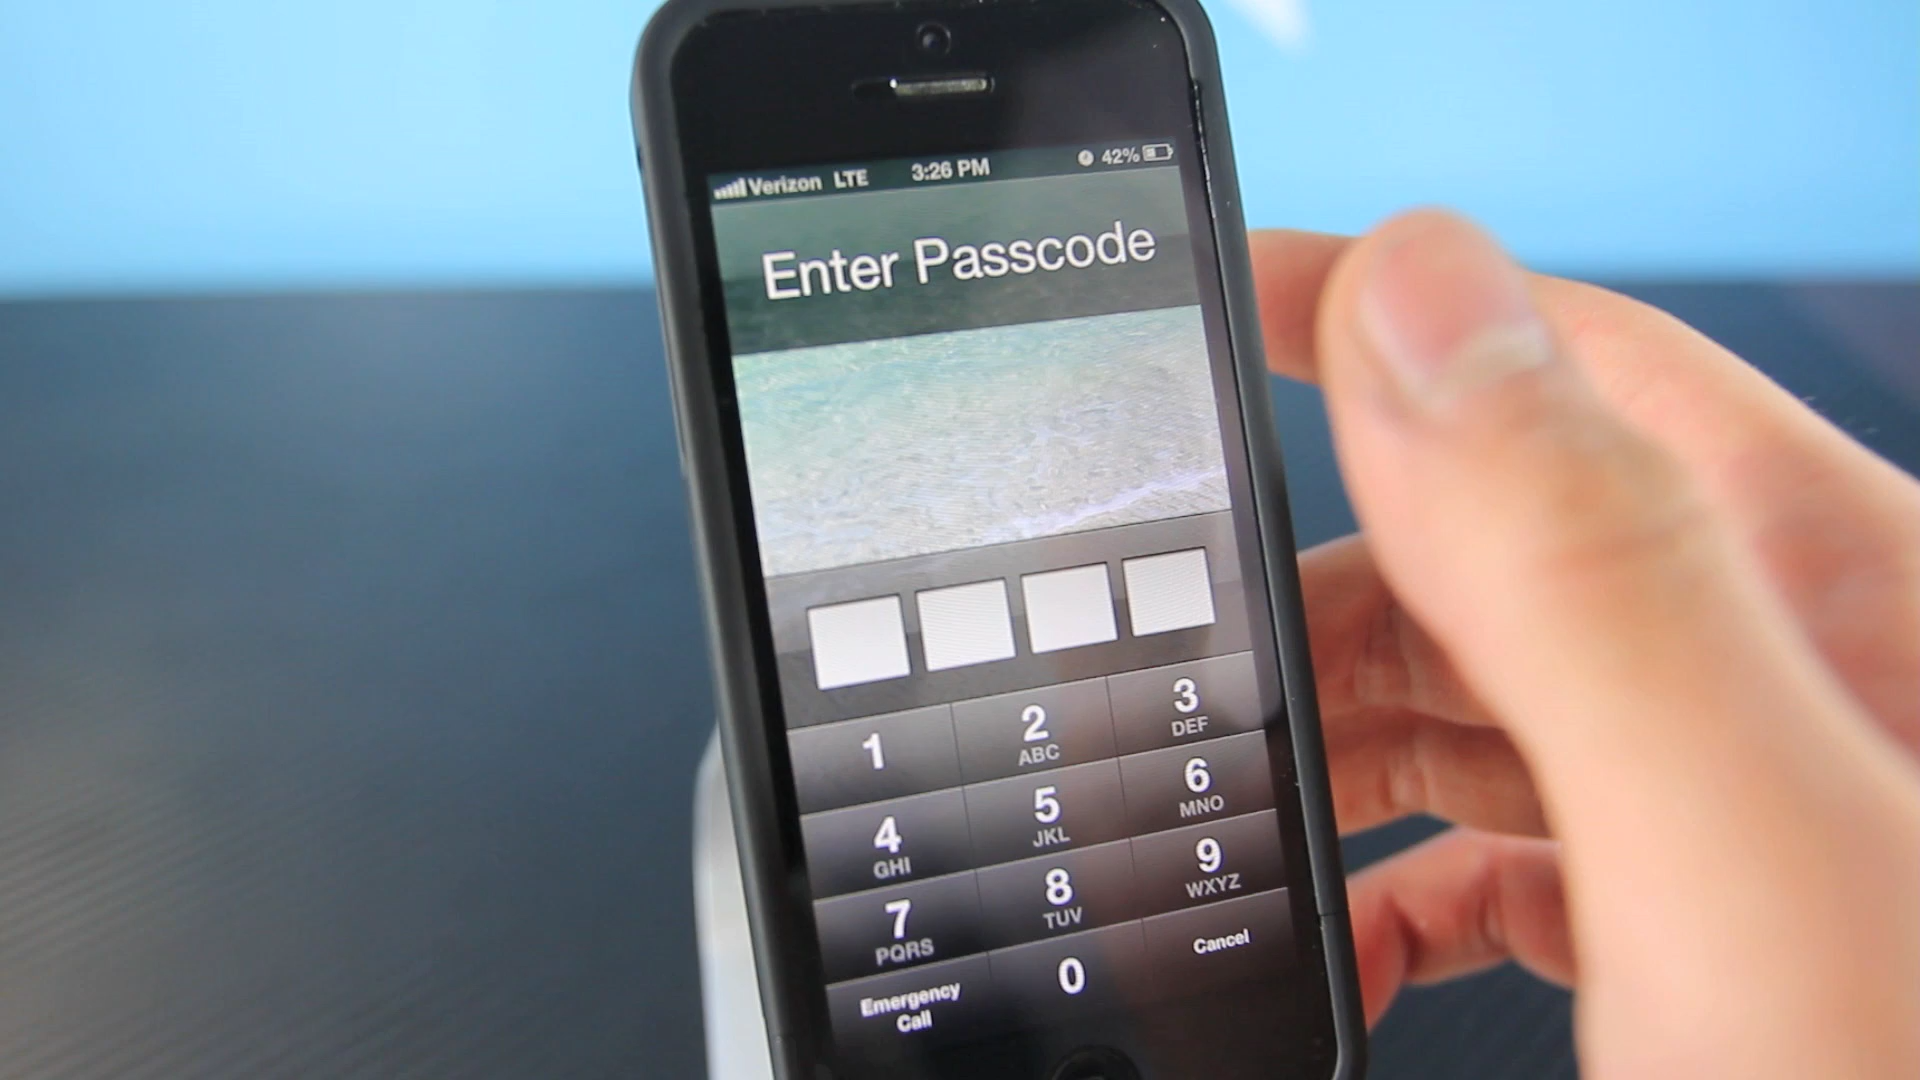 Verizon LTE 3:26 PM 42%
Enter Passcode
1 2 3
ABC DEF
4 5 6
GHI JKL MNO
7 8 9
PQRS TUV WXYZ
Emergency 0 Cancel
Call